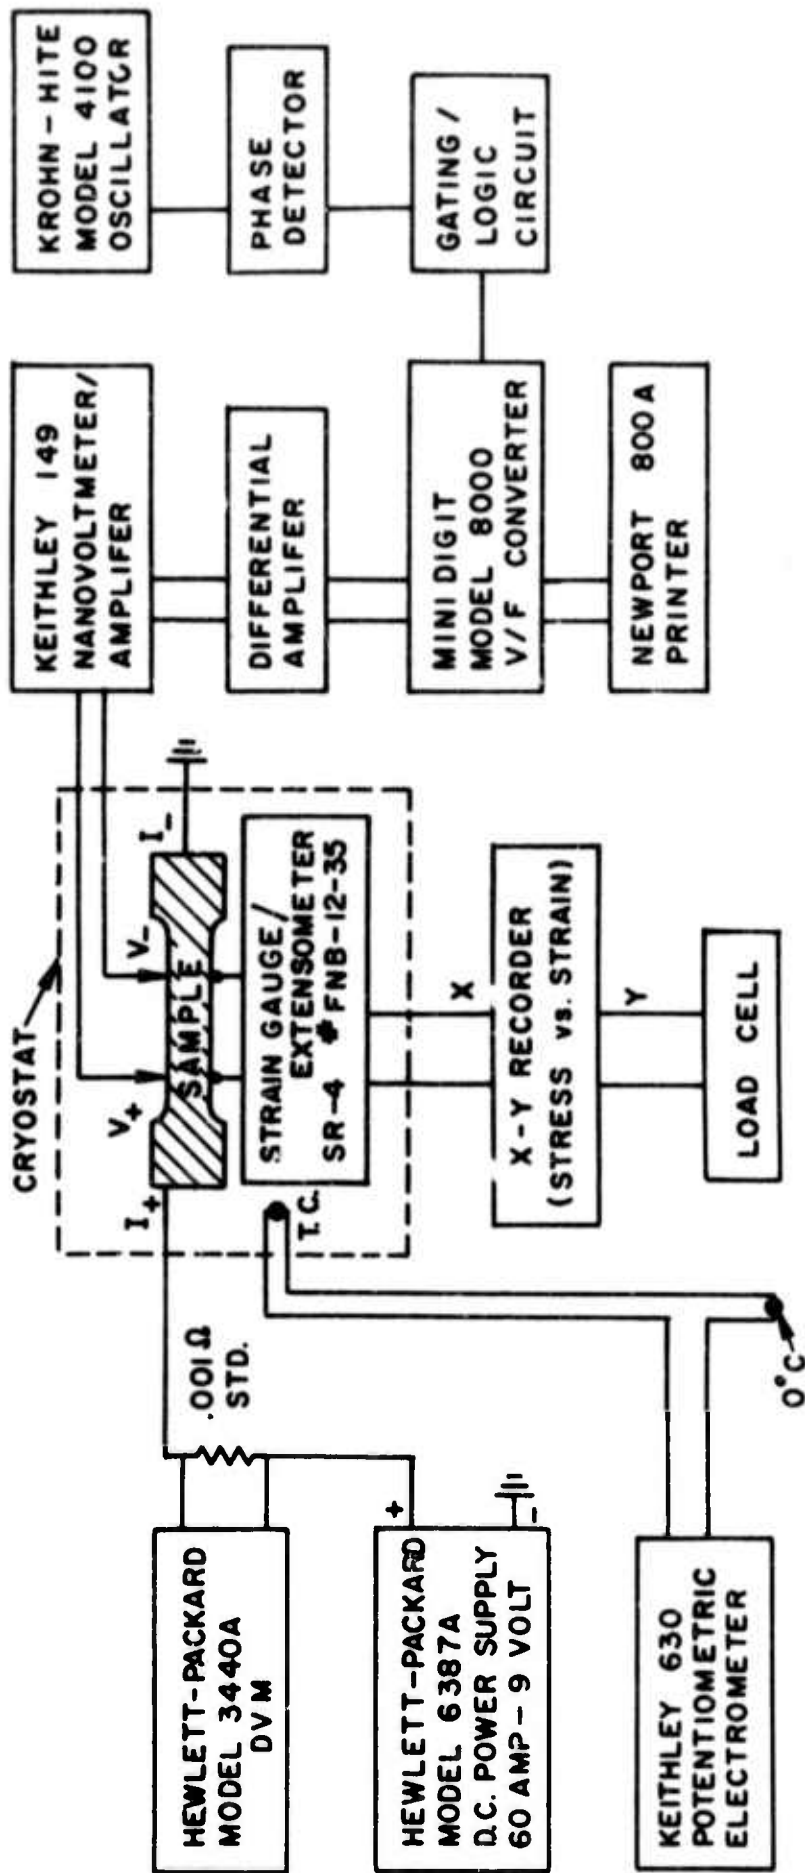 HEWLETT-PACKARD
MODEL 3440A
DVM
HEWLETT-PACKARD
MODEL 6387A
D.C. POWER SUPPLY
60 AMP - 9 VOLT
+
-
KEITHLEY 630
POTENTIOMETRIC
ELECTROMETER
.001Ω
STD.
0°C
CRYOSTAT
I+
V+
V-
I-
SAMPLE
T.C.
STRAIN GAUGE/
EXTENSOMETER
SR-4 #FNB-12-35
X
X-Y RECORDER
(STRESS vs. STRAIN)
Y
LOAD CELL
KEITHLEY 149
NANOVOLTMETER/
AMPLIFER
DIFFERENTIAL
AMPLIFER
MINI DIGIT
MODEL 8000
V/F CONVERTER
NEWPORT 800A
PRINTER
KROHN-HITE
MODEL 4100
OSCILLATOR
PHASE
DETECTOR
GATING/
LOGIC
CIRCUIT